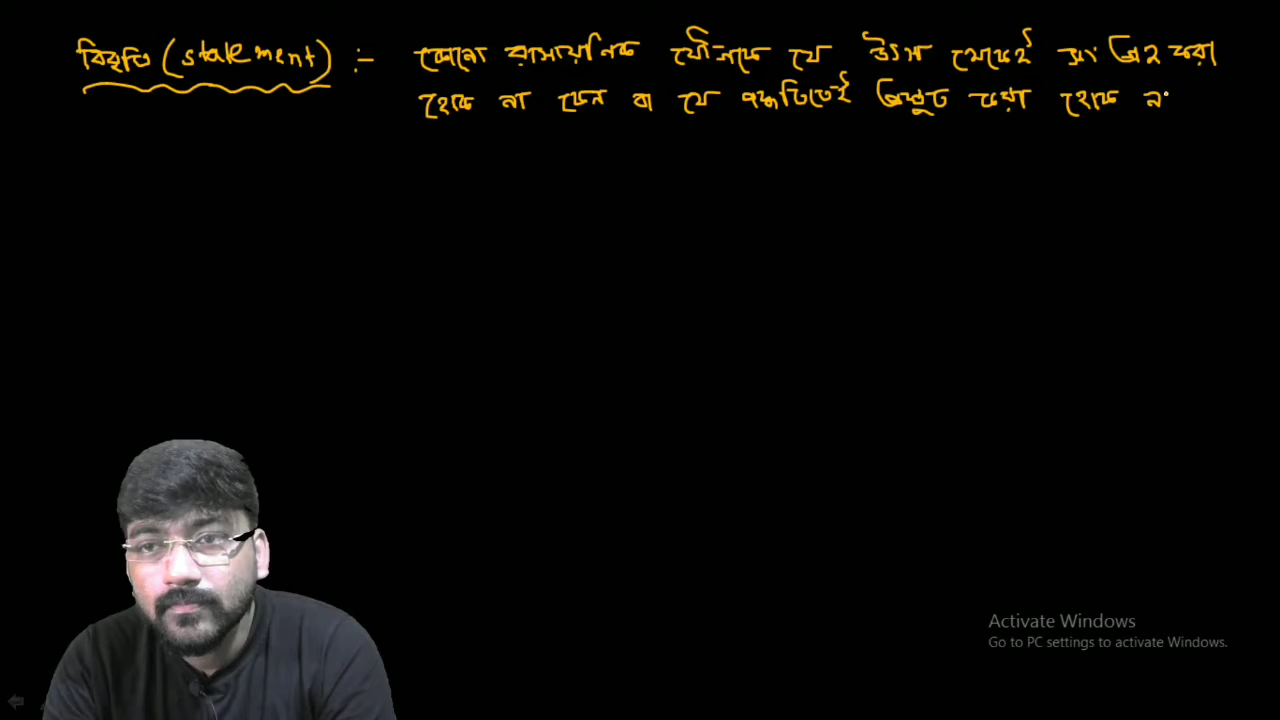 বিবৃতি (statement) :- কোনো রাসায়নিক যৌগকে যে উৎস থেকেই সংগ্রহ করা
হোক না কেন বা যে পদ্ধতিতেই প্রস্তুত করা হোক ন
Activate Windows
Go to PC settings to activate Windows.